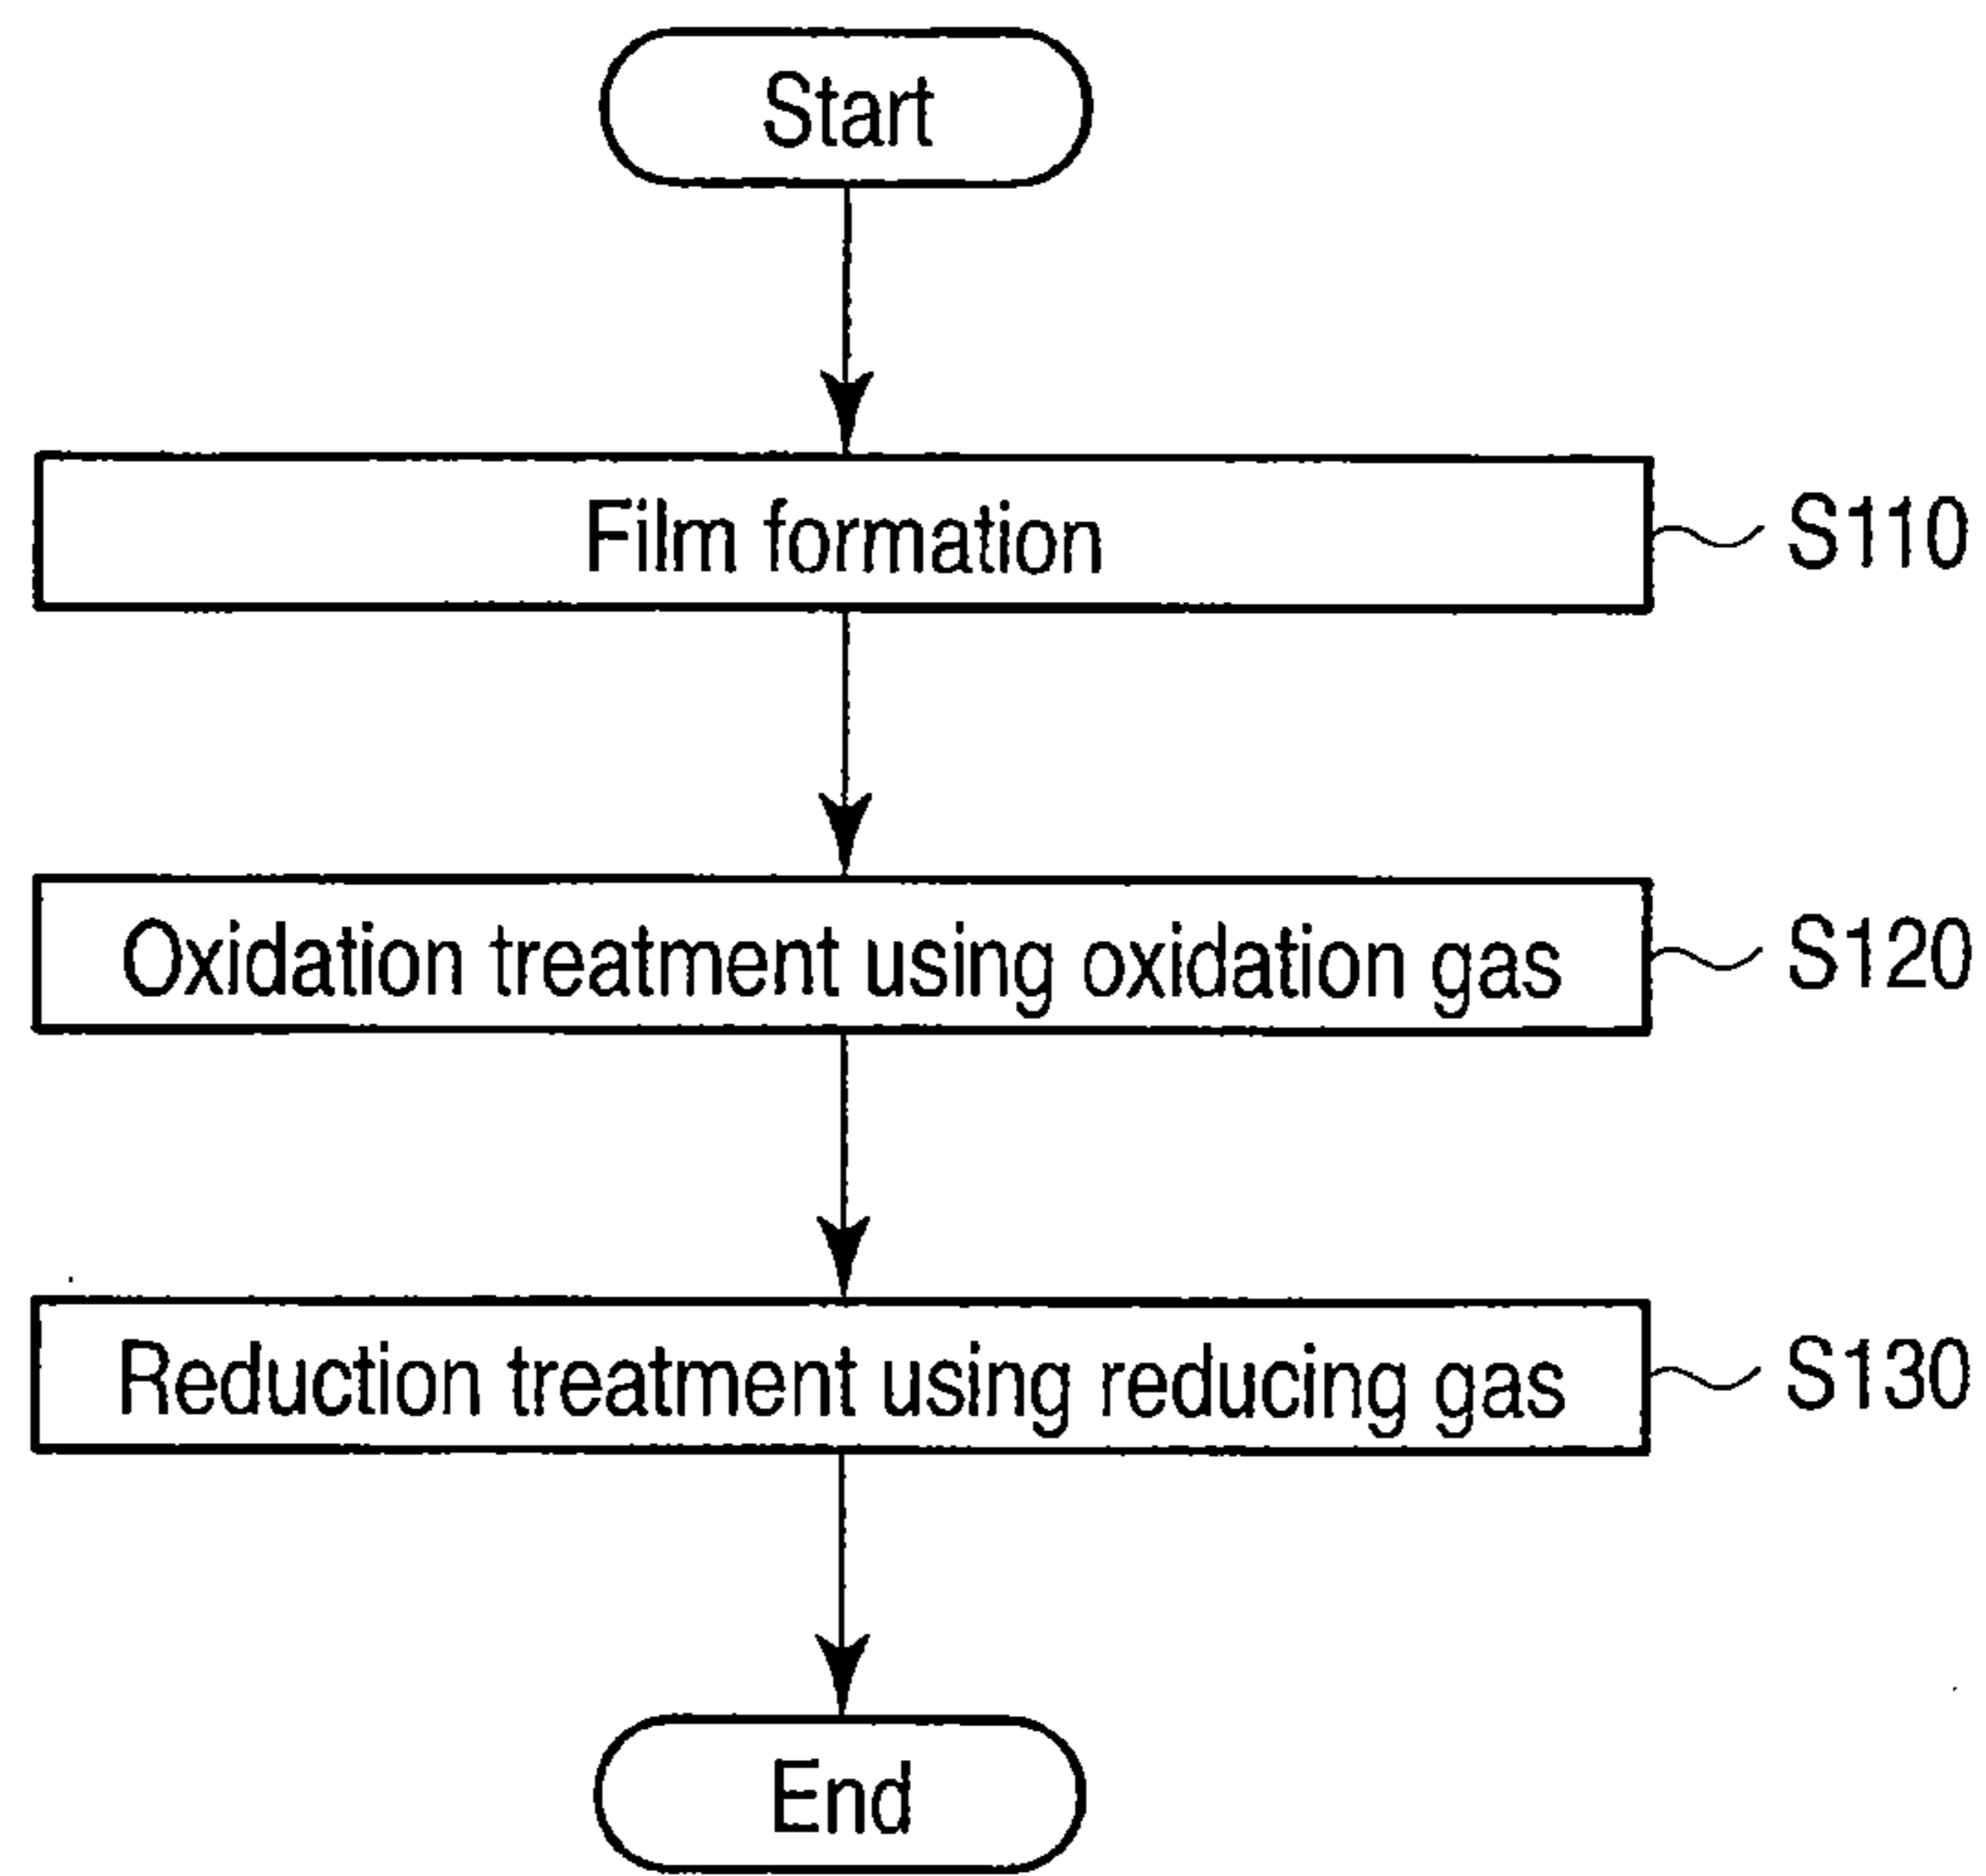 Start
Film formation
S110
Oxidation treatment using oxidation gas
S120
Reduction treatment using reducing gas
S130
End